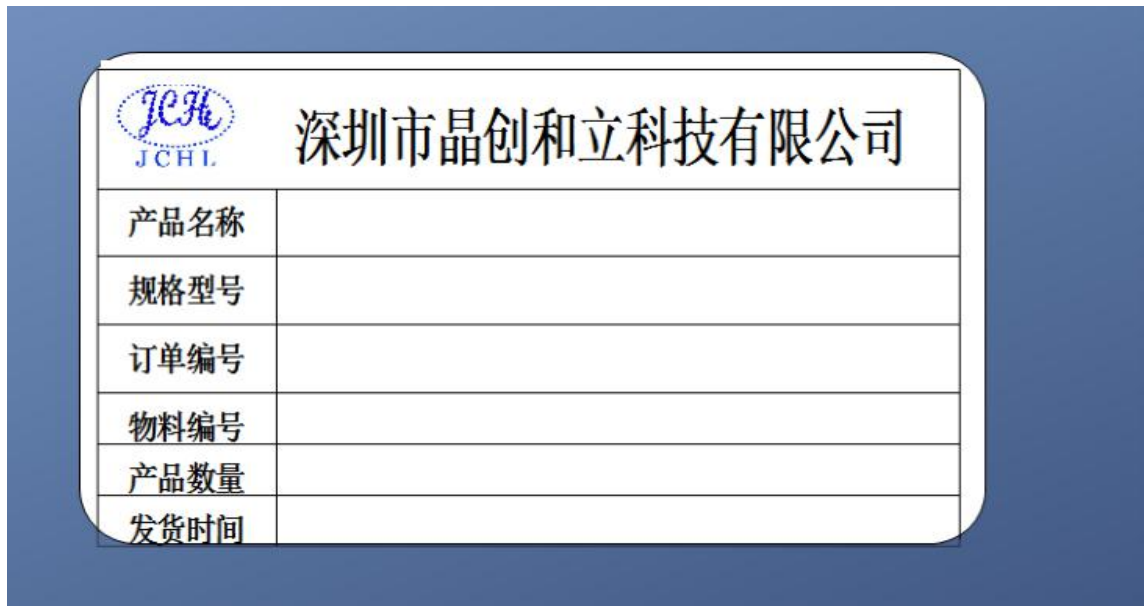 JCHL
JCHL
深圳市晶创和立科技有限公司
产品名称
规格型号
订单编号
物料编号
产品数量
发货时间